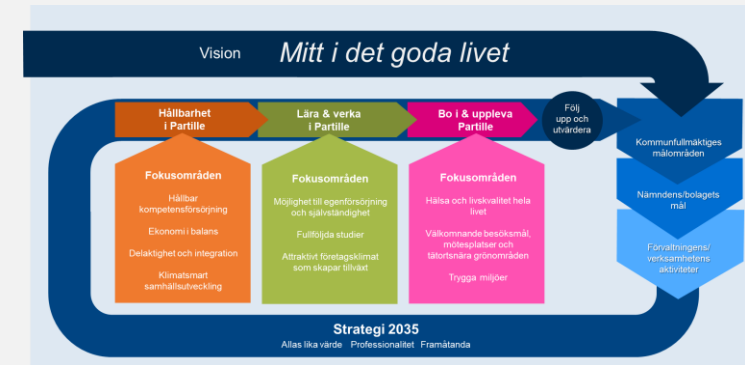 Vision Mitt i det goda livet
Hållbarhet
i Partille
Lära & verka
i Partille
Bo i & uppleva
Partille
Följ
upp och
utvärdera
Fokusområden
Hållbar
kompetensförsörjning
Ekonomi i balans
Delaktighet och integration
Klimatsmart
samhällsutveckling
Fokusområden
Möjlighet till egenförsörjning
och självständighet
Fullföljda studier
Attraktivt företagsklimat
som skapar tillväxt
Fokusområden
Hälsa och livskvalitet hela
livet
Välkomnande besöksmål,
mötesplatser och
tätortsnära grönområden
Trygga miljöer
Kommunfullmäktiges
målområden
Nämndens/bolagets
mål
Förvaltningens/
verksamhetens
aktiviteter
Strategi 2035
Allas lika värde Professionalitet Framåtanda